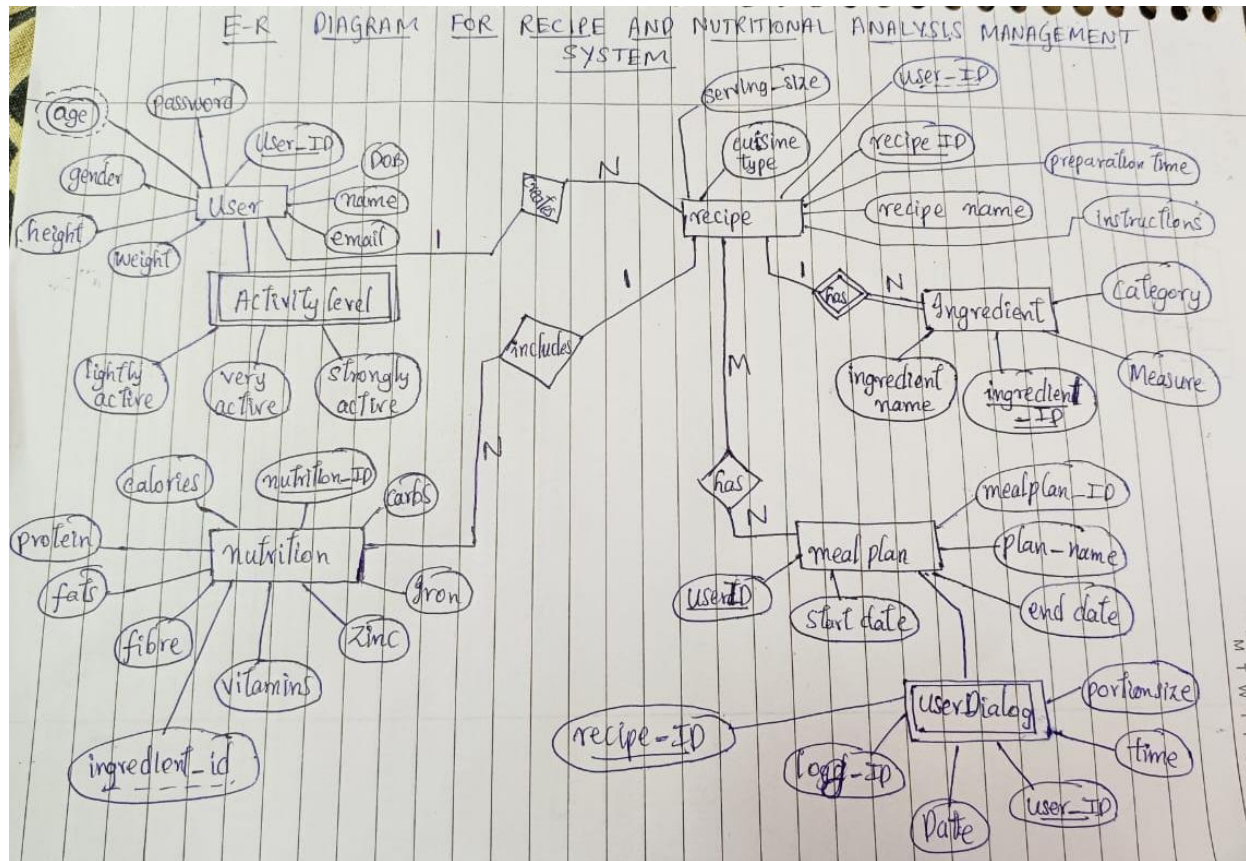 E-R DIAGRAM FOR RECIPE AND NUTRITIONAL ANALYSIS MANAGEMENT
SYSTEM
age
password
User_ID
DOB
gender
name
User
height
weight
email
Activity level
lightly
active
very
active
strongly
active
creates
1
N
serving_size
user_ID
cuisine
type
recipe ID
preparation time
recipe
recipe name
instructions
1
has
N
Ingredient
category
ingredient
name
ingredient
_ID
Measure
includes
1
N
M
has
N
calories
nutrition_ID
carbs
protein
nutrition
fats
Iron
fibre
zinc
vitamins
ingredient_id
mealplan_ID
meal plan
plan-name
userID
start date
end date
userDialog
portionsize
recipe-ID
time
user_ID
Date
M T W